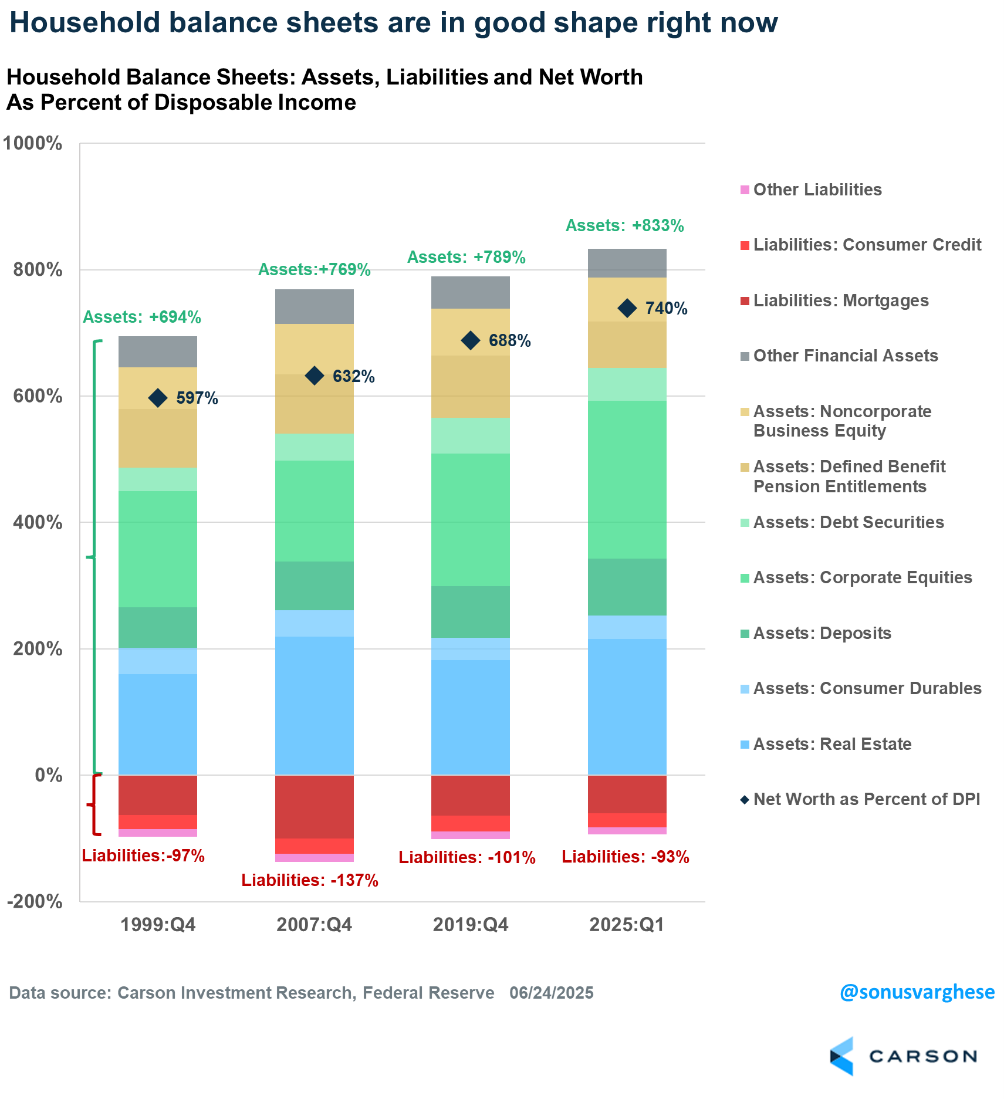 Household balance sheets are in good shape right now
Household Balance Sheets: Assets, Liabilities and Net Worth
As Percent of Disposable Income
1000%
800%
600%
400%
200%
0%
-200%
Assets: +694%
Assets:+769%
Assets: +789%
Assets: +833%
597%
632%
688%
740%
Liabilities:-97%
Liabilities: -137%
Liabilities: -101%
Liabilities: -93%
1999:Q4
2007:Q4
2019:Q4
2025:Q1
Other Liabilities
Liabilities: Consumer Credit
Liabilities: Mortgages
Other Financial Assets
Assets: Noncorporate
Business Equity
Assets: Defined Benefit
Pension Entitlements
Assets: Debt Securities
Assets: Corporate Equities
Assets: Deposits
Assets: Consumer Durables
Assets: Real Estate
Net Worth as Percent of DPI
Data source: Carson Investment Research, Federal Reserve 06/24/2025
@sonusvarghese
CARSON